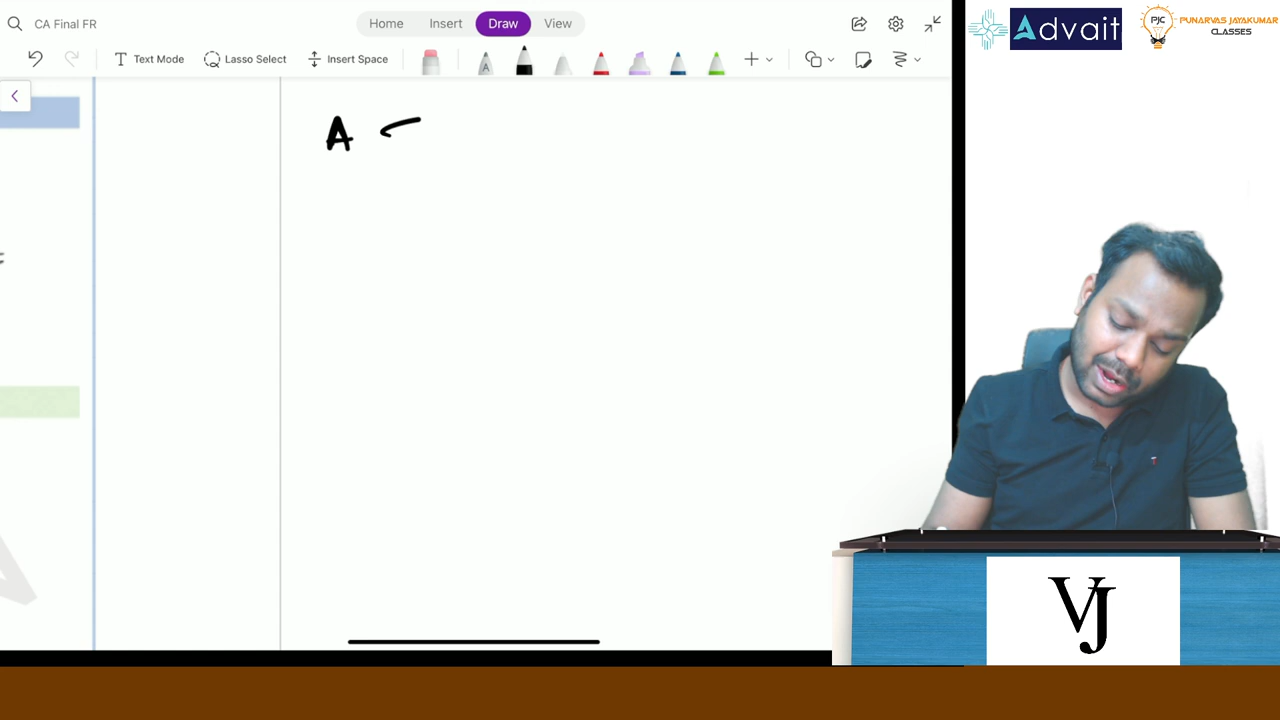 CA Final FR
Home Insert Draw View
Text Mode Lasso Select Insert Space
A
A
Advait
PJC
PUNARVAS JAYAKUMAR
CLASSES
VJ